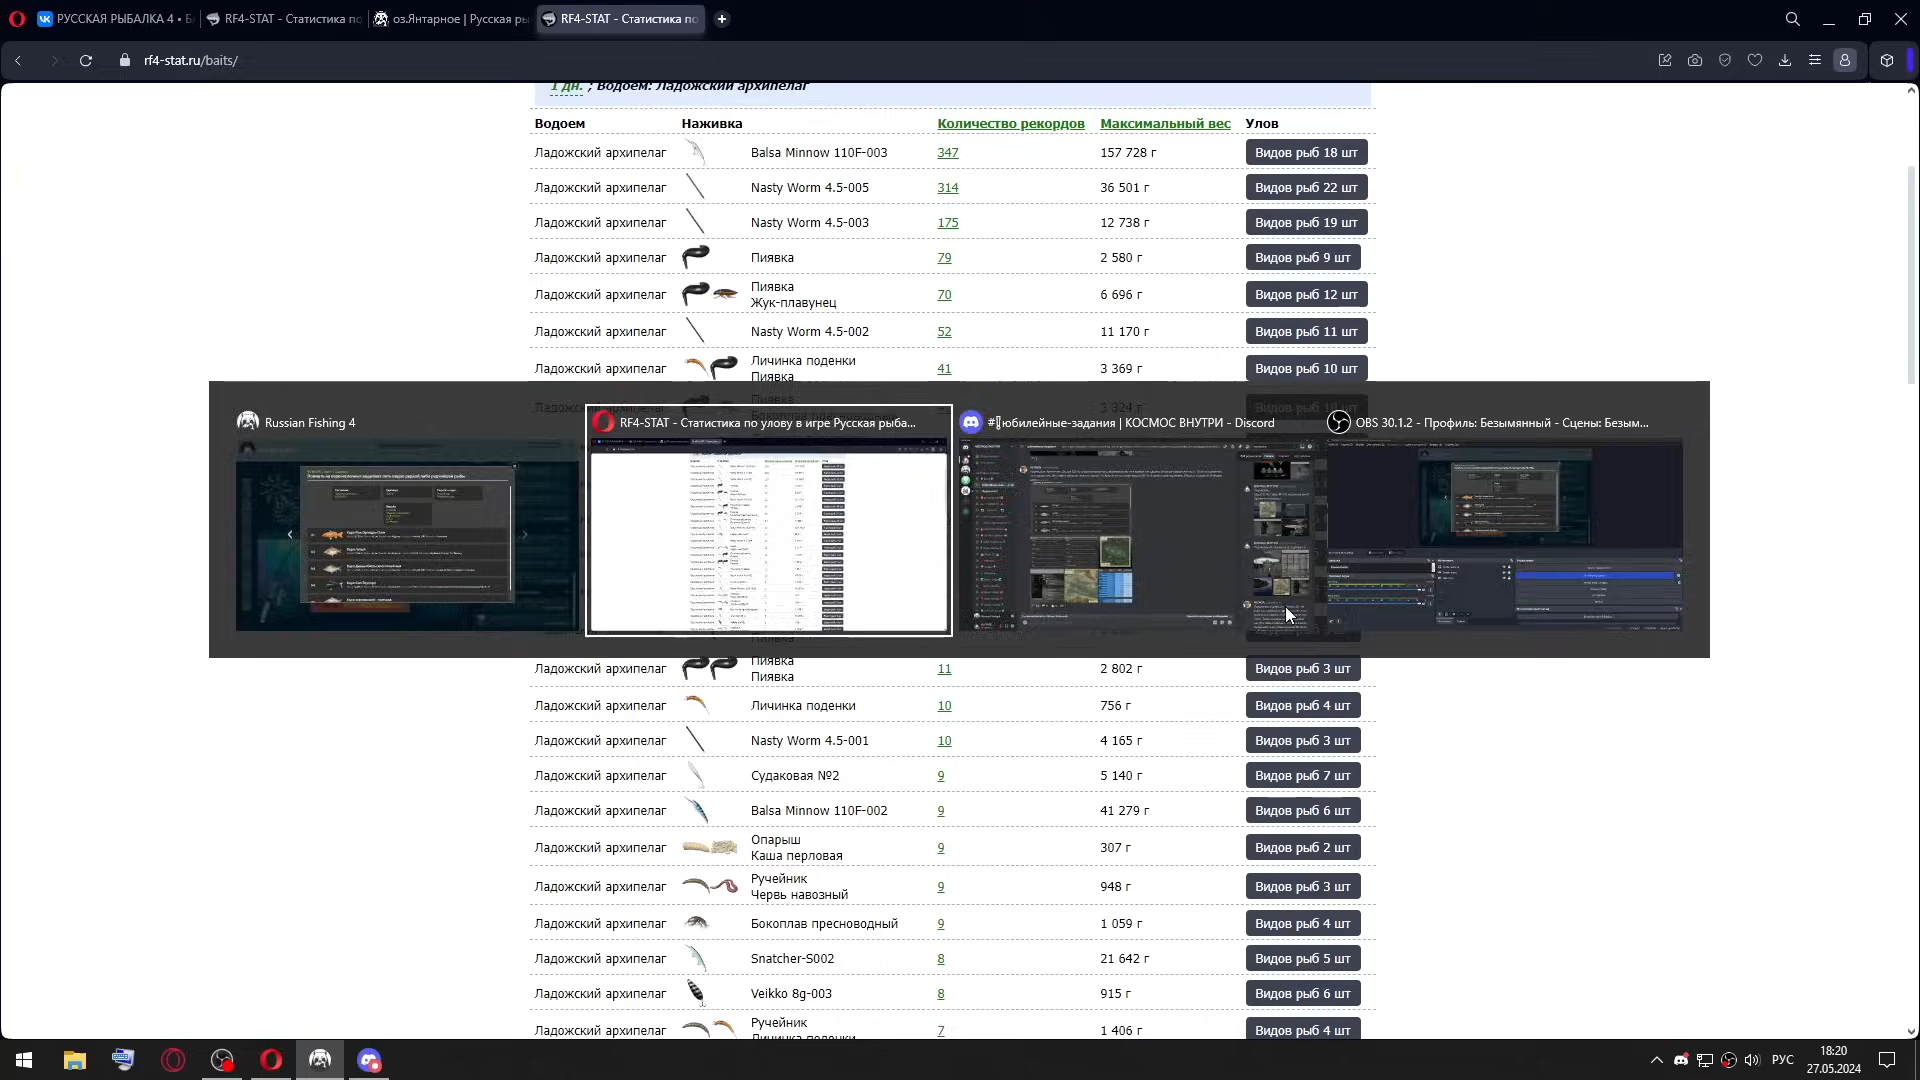 РУССКАЯ РЫБАЛКА 4 •
RF4-STAT - Статистика по
оз.Янтарное | Русская ры
RF4-STAT - Статистика по
rf4-stat.ru/baits/
1 дн. ; Водоем: Ладожский архипелаг
Водоем Наживка Количество рекордов Максимальный вес Улов
Ладожский архипелаг Balsa Minnow 110F-003 347 157 728 г Видов рыб 18 шт
Ладожский архипелаг Nasty Worm 4.5-005 314 36 501 г Видов рыб 22 шт
Ладожский архипелаг Nasty Worm 4.5-003 175 12 738 г Видов рыб 19 шт
Ладожский архипелаг Пиявка 79 2 580 г Видов рыб 9 шт
Ладожский архипелаг Пиявка 70 6 696 г Видов рыб 12 шт
Жук-плавунец
Ладожский архипелаг Nasty Worm 4.5-002 52 11 170 г Видов рыб 11 шт
Ладожский архипелаг Личинка поденки 41 3 369 г Видов рыб 10 шт
Пиявка
Russian Fishing 4
RF4-STAT - Статистика по улову в игре Русская рыба...
юбилейные-задания | КОСМОС ВНУТРИ - Discord
OBS 30.1.2 - Профиль: Безымянный - Сцены: Безым...
Ладожский архипелаг Пиявка 11 2 802 г Видов рыб 3 шт
Пиявка
Ладожский архипелаг Личинка поденки 10 756 г Видов рыб 4 шт
Ладожский архипелаг Nasty Worm 4.5-001 10 4 165 г Видов рыб 3 шт
Ладожский архипелаг Судаковая №2 9 5 140 г Видов рыб 7 шт
Ладожский архипелаг Balsa Minnow 110F-002 9 41 279 г Видов рыб 6 шт
Ладожский архипелаг Опарыш 9 307 г Видов рыб 2 шт
Каша перловая
Ладожский архипелаг Ручейник 9 948 г Видов рыб 3 шт
Червь навозный
Ладожский архипелаг Бокоплав пресноводный 9 1 059 г Видов рыб 4 шт
Ладожский архипелаг Snatcher-S002 8 21 642 г Видов рыб 5 шт
Ладожский архипелаг Veikko 8g-003 8 915 г Видов рыб 6 шт
Ладожский архипелаг Ручейник 7 1 406 г Видов рыб 4 шт
Личинка поденки
РУС
18:20
27.05.2024